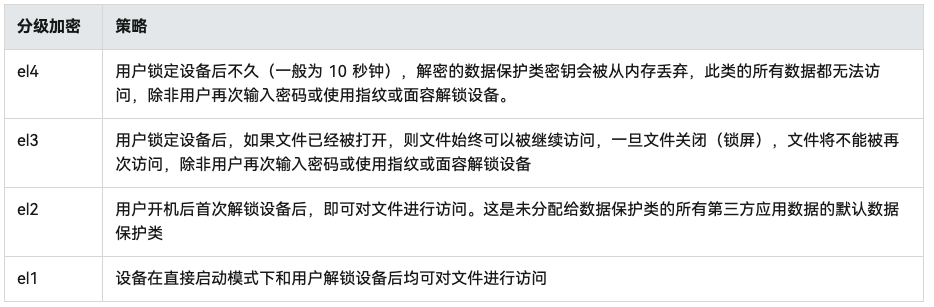 分级加密 策略
el4 用户锁定设备后不久（一般为 10 秒钟），解密的数据保护类密钥会被从内存丢弃，此类的所有数据都无法访
问，除非用户再次输入密码或使用指纹或面容解锁设备。
el3 用户锁定设备后，如果文件已经被打开，则文件始终可以被继续访问，一旦文件关闭（锁屏），文件将不能被再
次访问，除非用户再次输入密码或使用指纹或面容解锁设备
el2 用户开机后首次解锁设备后，即可对文件进行访问。这是未分配给数据保护类的所有第三方应用数据的默认数据
保护类
el1 设备在直接启动模式下和用户解锁设备后均可对文件进行访问